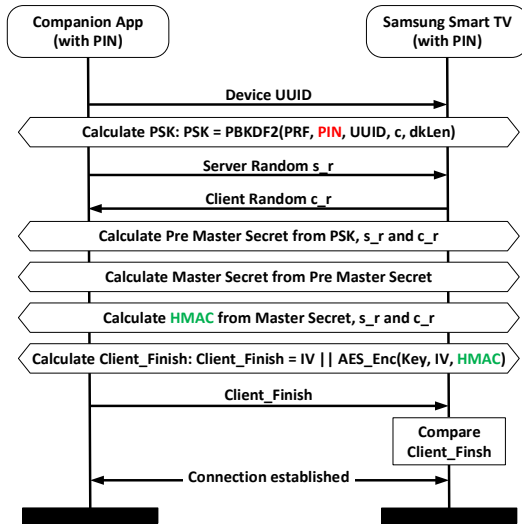 Companion App
(with PIN)
Samsung Smart TV
(with PIN)
Device UUID
Calculate PSK: PSK = PBKDF2(PRF, PIN, UUID, c, dkLen)
Server Random s_r
Client Random c_r
Calculate Pre Master Secret from PSK, s_r and c_r
Calculate Master Secret from Pre Master Secret
Calculate HMAC from Master Secret, s_r and c_r
Calculate Client_Finish: Client_Finish = IV || AES_Enc(Key, IV, HMAC)
Client_Finish
Compare
Client_Finsh
Connection established